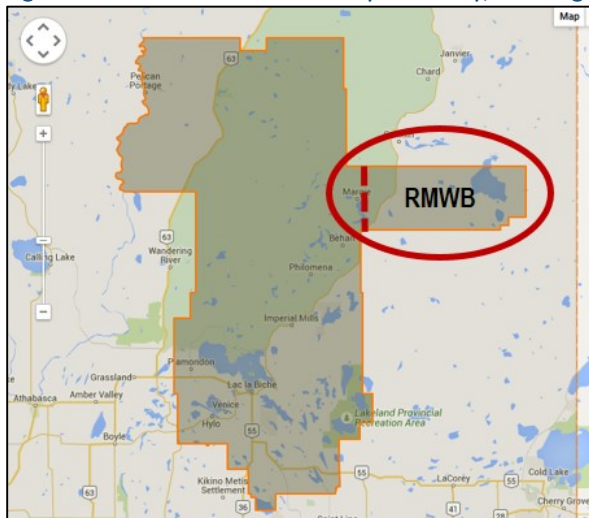 Map
63
Janvier
Pelican
Portage
Chard
Margie
RMWB
63
Wandering
River
Calling Lake
Behan
Philomena
Imperial Mills
Plamondon
Grassland
Lac la Biche
Athabasca
Amber Valley
Venice
Lakeland Provincial
Recreation Area
Hylo
Boyle
55
55
55
Kikino Metis
Settlement
LaCorey
Cold Lake
63
36
41
28
Cherry Grove